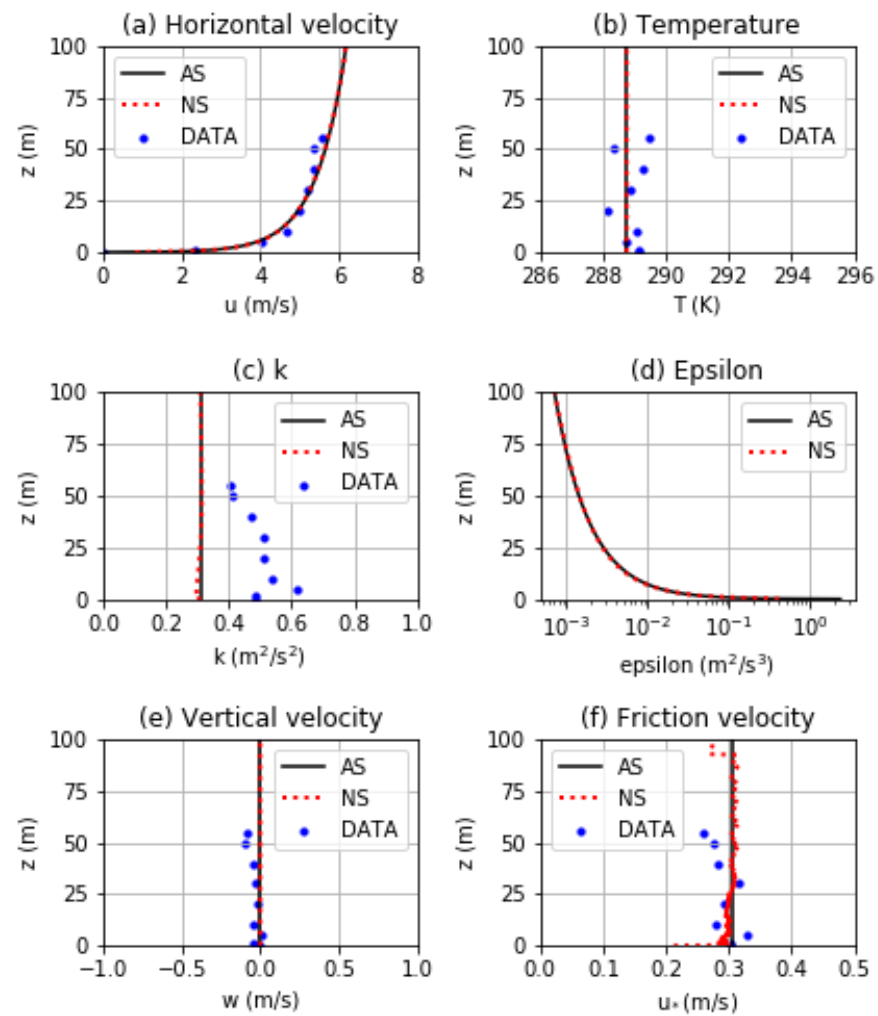 (a) Horizontal velocity
100
75
50
25
0
z (m)
AS
NS
DATA
0
2
4
6
8
u (m/s)
(b) Temperature
100
75
50
25
0
z (m)
AS
NS
DATA
286
288
290
292
294
296
T (K)
(c) k
100
75
50
25
0
z (m)
AS
NS
DATA
0.0
0.2
0.4
0.6
0.8
1.0
k (m²/s²)
(d) Epsilon
100
75
50
25
0
z (m)
AS
NS
10⁻³
10⁻²
10⁻¹
10⁰
epsilon (m²/s³)
(e) Vertical velocity
100
75
50
25
0
z (m)
AS
NS
DATA
−1.0
−0.5
0.0
0.5
1.0
w (m/s)
(f) Friction velocity
100
75
50
25
0
z (m)
AS
NS
DATA
0.0
0.1
0.2
0.3
0.4
0.5
u* (m/s)